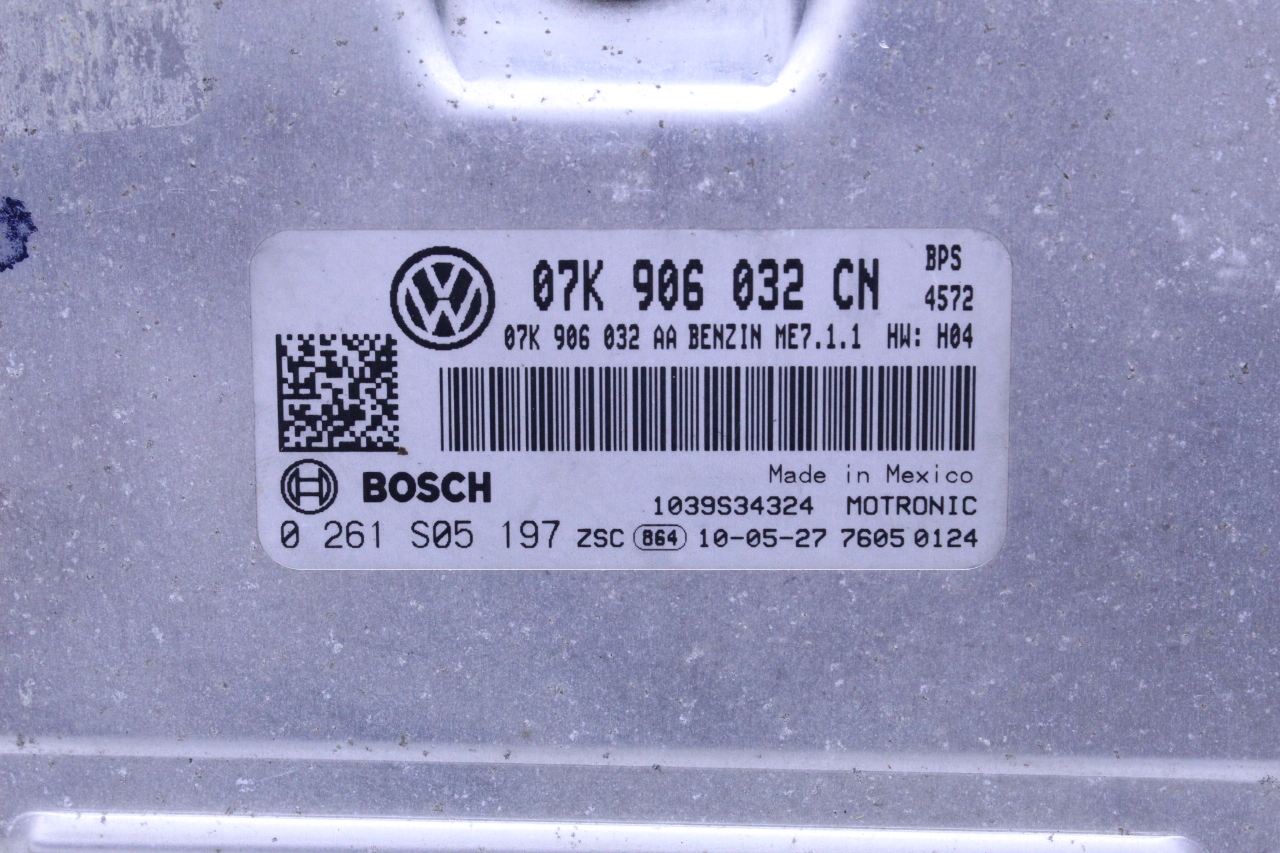 07K 906 032 CN BPS
4572
07K 906 032 AA BENZIN ME7.1.1 HW: H04
Made in Mexico
BOSCH
1039S34324 MOTRONIC
0 261 S05 197 ZSC 864 10-05-27 7605 0124